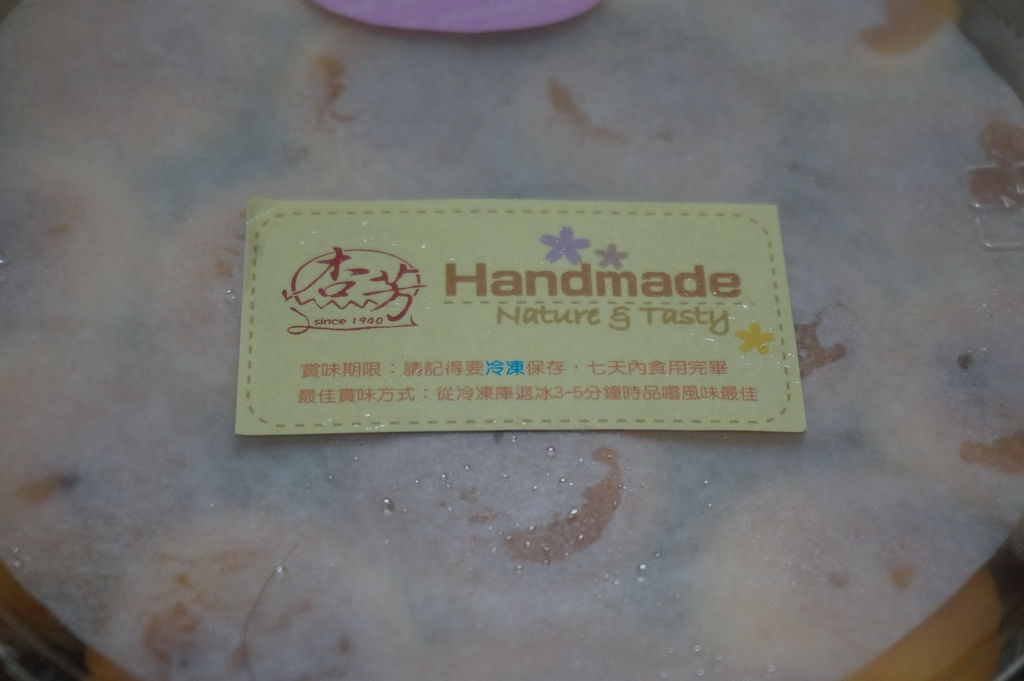 杏芳
since 1940
Handmade
Nature & Tasty
賞味期限：請記得要冷凍保存，七天內食用完畢
最佳賞味方式：從冷凍庫退冰3-5分鐘時品嚐風味最佳